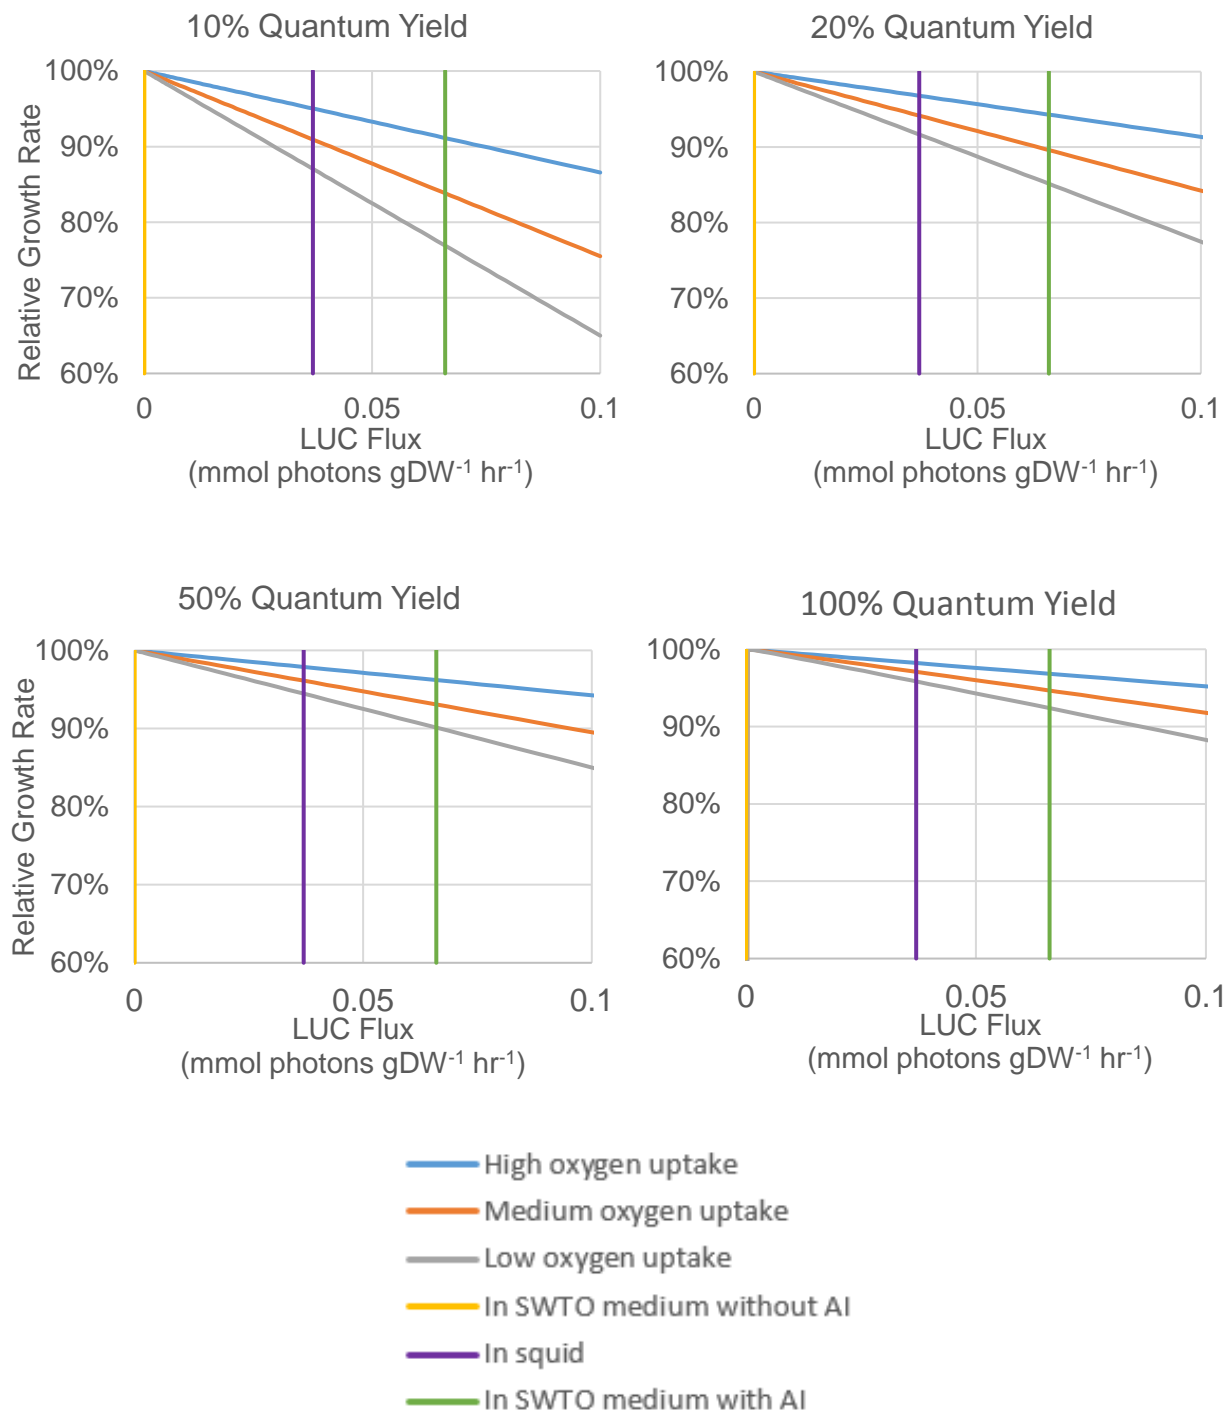 10% Quantum Yield
20% Quantum Yield
Relative Growth Rate
100%
90%
80%
70%
60%
0
0.05
0.1
LUC Flux
(mmol photons gDW⁻¹ hr⁻¹)
100%
90%
80%
70%
60%
0
0.05
0.1
LUC Flux
(mmol photons gDW⁻¹ hr⁻¹)
50% Quantum Yield
100% Quantum Yield
Relative Growth Rate
100%
90%
80%
70%
60%
0
0.05
0.1
LUC Flux
(mmol photons gDW⁻¹ hr⁻¹)
100%
90%
80%
70%
60%
0
0.05
0.1
LUC Flux
(mmol photons gDW⁻¹ hr⁻¹)
High oxygen uptake
Medium oxygen uptake
Low oxygen uptake
In SWTO medium without AI
In squid
In SWTO medium with AI